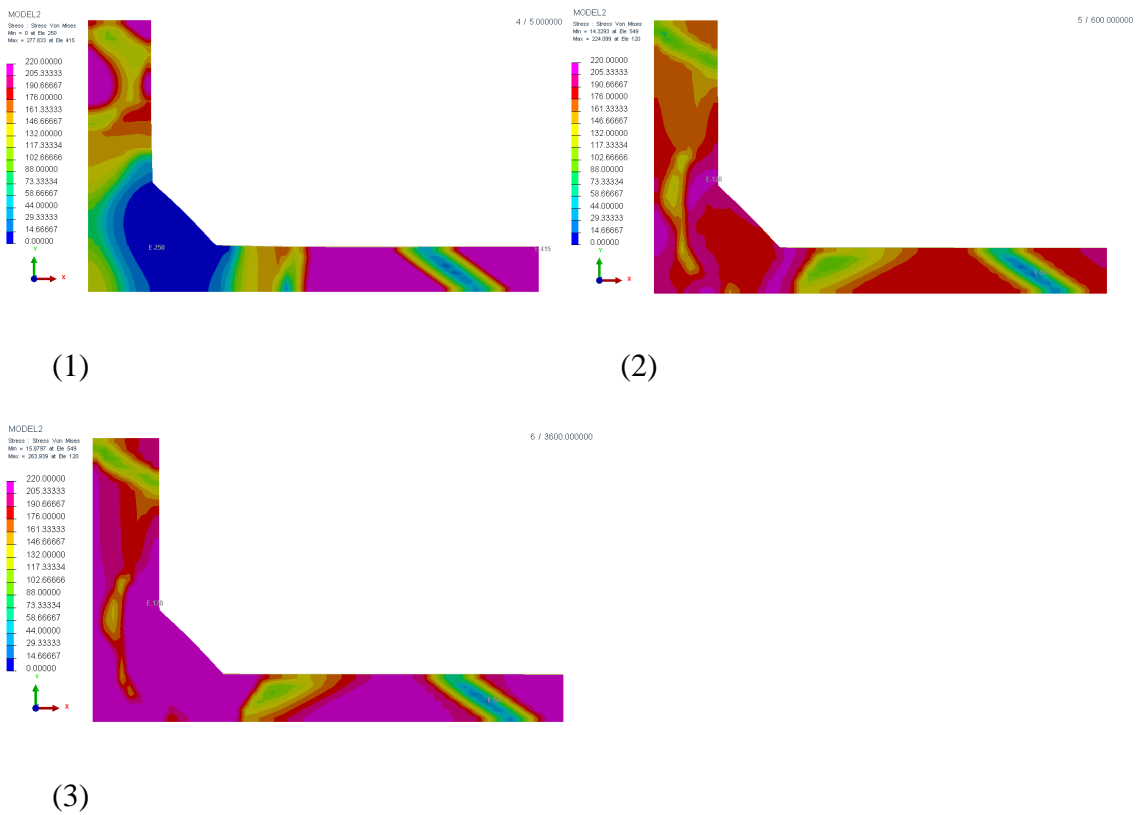 MODEL2
Stress : Stress Von Mises
Min = 0 at Ele 250
Max = 277.833 at Ele 415
4 / 5.000000
220.00000
205.33333
190.66667
176.00000
161.33333
146.66667
132.00000
117.33334
102.66666
88.00000
73.33334
58.66667
44.00000
29.33333
14.66667
0.00000
Y
X
E-250
E-415
(1)
MODEL2
Stress : Stress Von Mises
Min = 14.3293 at Ele 549
Max = 224.099 at Ele 120
5 / 600.000000
220.00000
205.33333
190.66667
176.00000
161.33333
146.66667
132.00000
117.33334
102.66666
88.00000
73.33334
58.66667
44.00000
29.33333
14.66667
0.00000
Y
X
E-120
(2)
MODEL2
Stress : Stress Von Mises
Min = 15.8797 at Ele 549
Max = 263.939 at Ele 120
6 / 3600.000000
220.00000
205.33333
190.66667
176.00000
161.33333
146.66667
132.00000
117.33334
102.66666
88.00000
73.33334
58.66667
44.00000
29.33333
14.66667
0.00000
Y
X
E-120
(3)